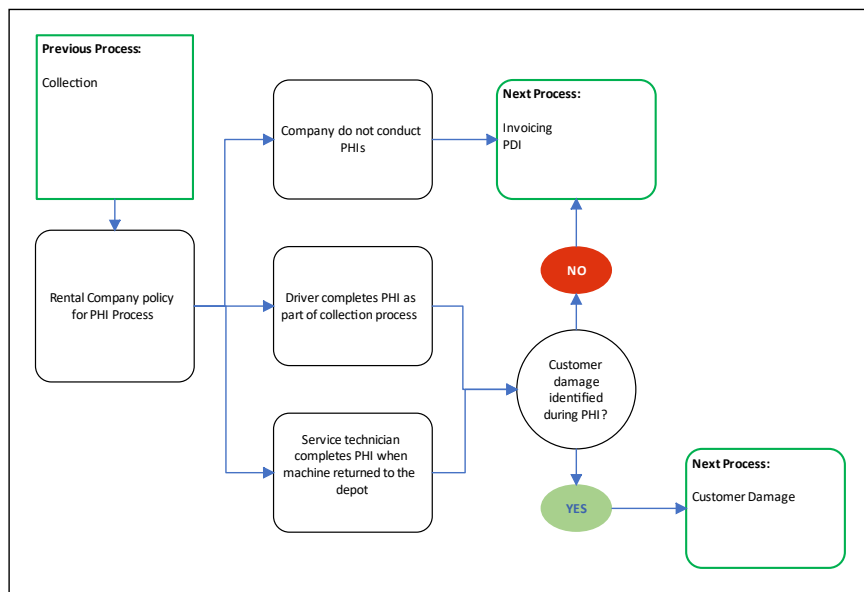 Previous Process:
Collection
Company do not conduct
PHIs
Next Process:
Invoicing
PDI
Rental Company policy
for PHI Process
Driver completes PHI as
part of collection process
NO
Customer
damage
identified
during PHI?
Service technician
completes PHI when
machine returned to the
depot
YES
Next Process:
Customer Damage